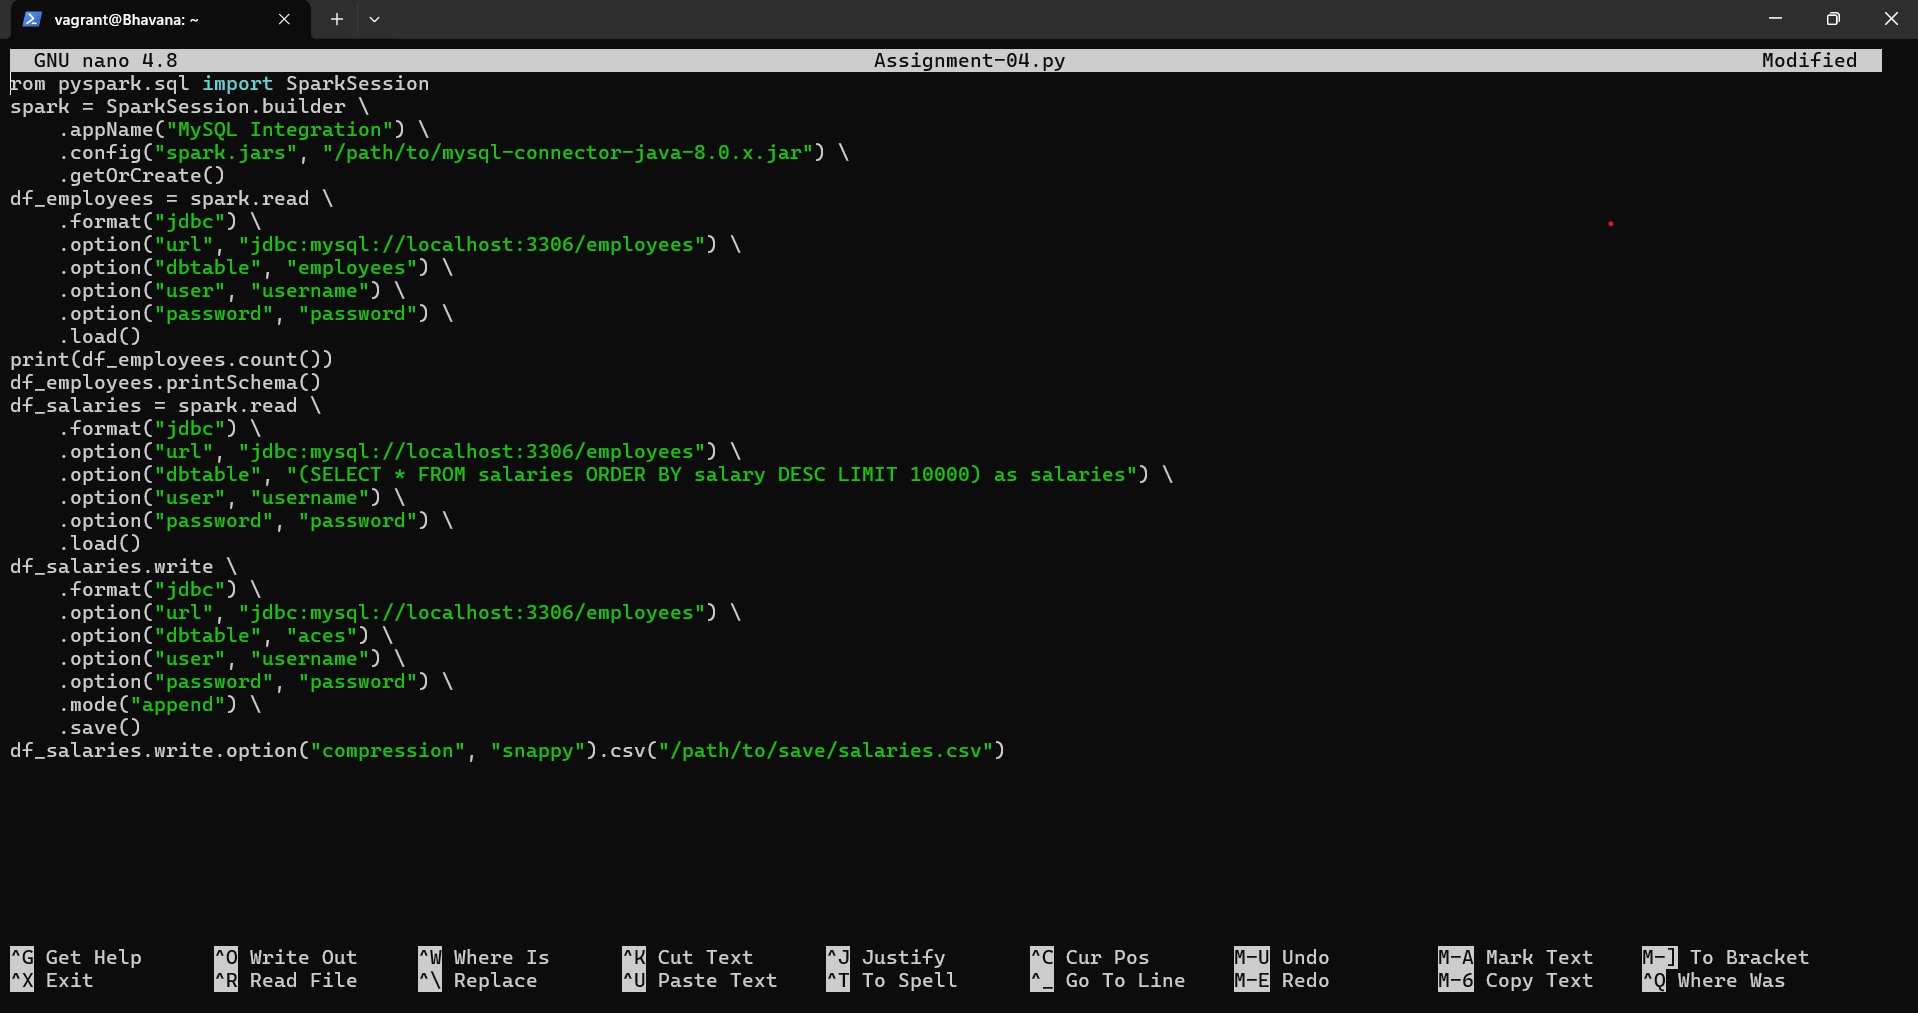 vagrant@Bhavana: ~
GNU nano 4.8 Assignment-04.py Modified
rom pyspark.sql import SparkSession
spark = SparkSession.builder \
    .appName("MySQL Integration") \
    .config("spark.jars", "/path/to/mysql-connector-java-8.0.x.jar") \
    .getOrCreate()
df_employees = spark.read \
    .format("jdbc") \
    .option("url", "jdbc:mysql://localhost:3306/employees") \
    .option("dbtable", "employees") \
    .option("user", "username") \
    .option("password", "password") \
    .load()
print(df_employees.count())
df_employees.printSchema()
df_salaries = spark.read \
    .format("jdbc") \
    .option("url", "jdbc:mysql://localhost:3306/employees") \
    .option("dbtable", "(SELECT * FROM salaries ORDER BY salary DESC LIMIT 10000) as salaries") \
    .option("user", "username") \
    .option("password", "password") \
    .load()
df_salaries.write \
    .format("jdbc") \
    .option("url", "jdbc:mysql://localhost:3306/employees") \
    .option("dbtable", "aces") \
    .option("user", "username") \
    .option("password", "password") \
    .mode("append") \
    .save()
df_salaries.write.option("compression", "snappy").csv("/path/to/save/salaries.csv")
^G Get Help ^O Write Out ^W Where Is ^K Cut Text ^J Justify ^C Cur Pos M-U Undo M-A Mark Text M-] To Bracket
^X Exit ^R Read File ^\ Replace ^U Paste Text ^T To Spell ^_ Go To Line M-E Redo M-6 Copy Text ^Q Where Was